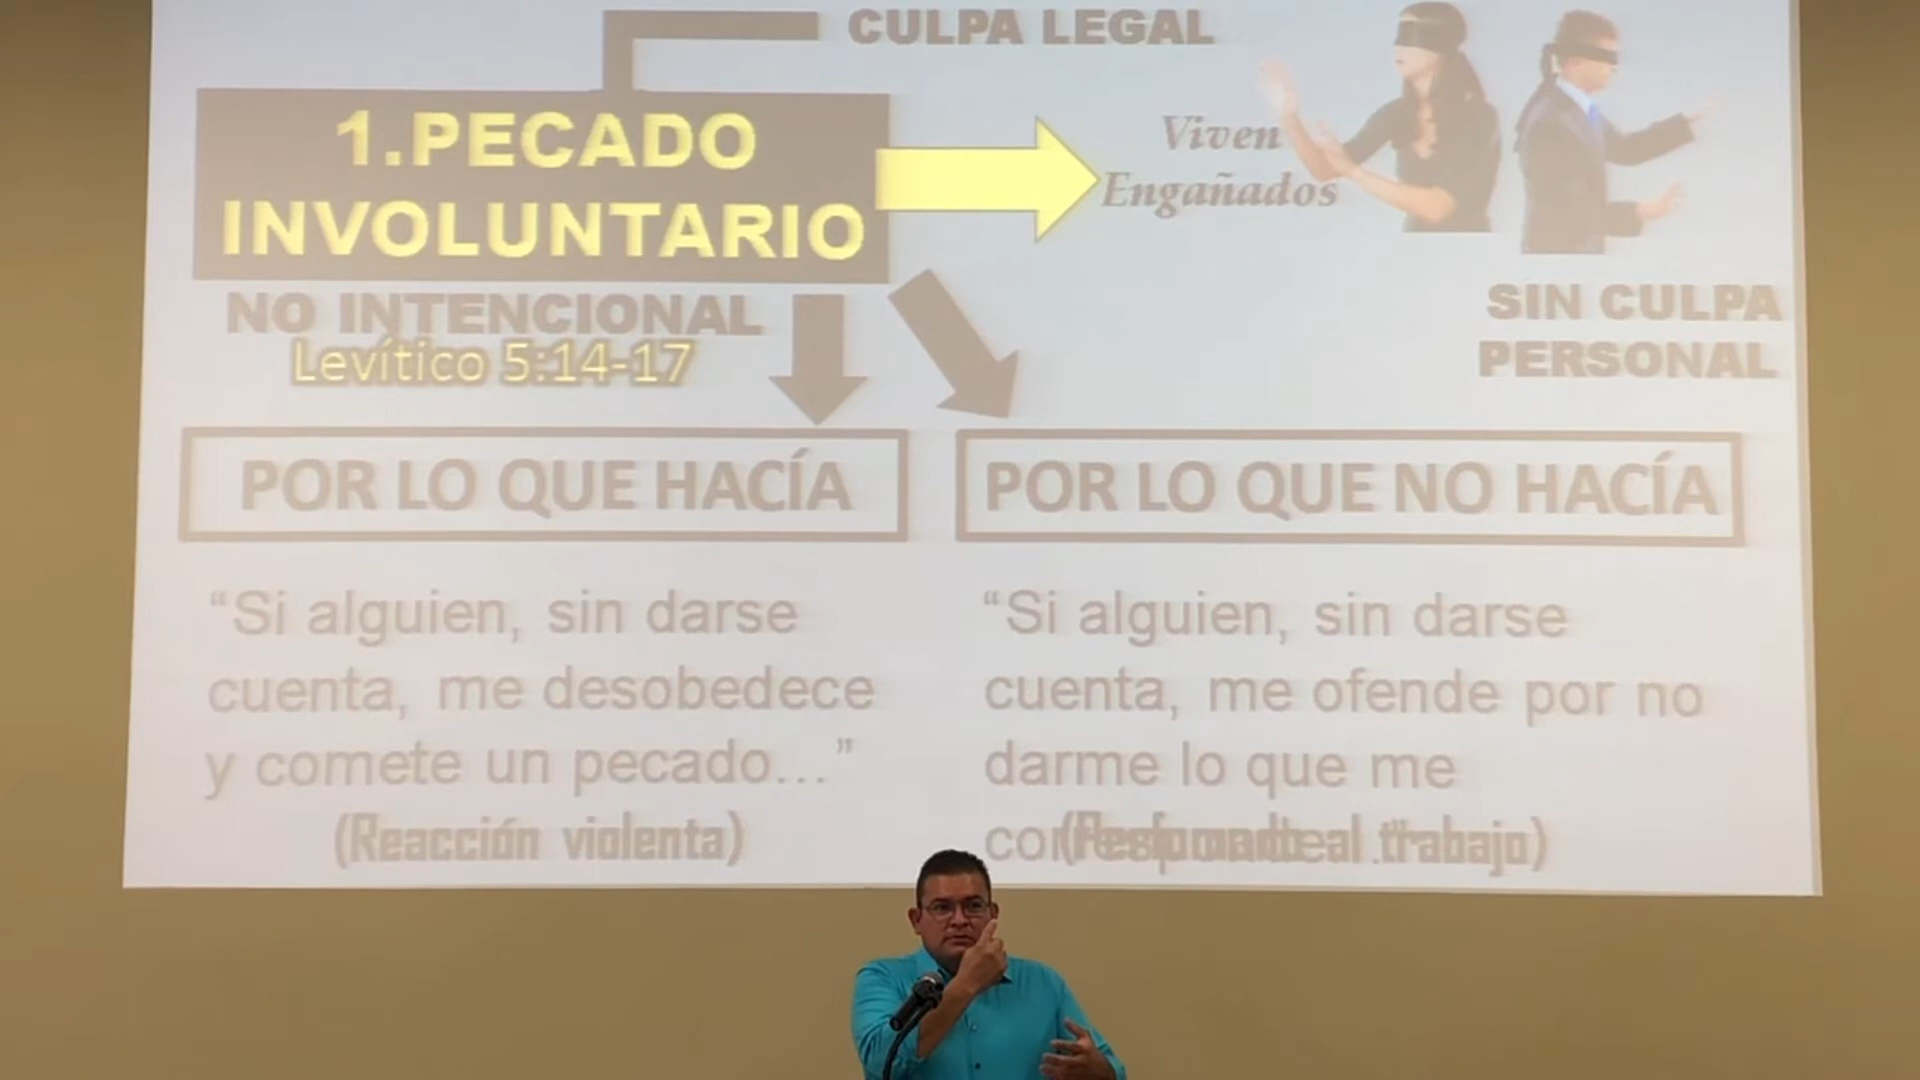 CULPA LEGAL
1.PECADO
INVOLUNTARIO
Viven
Engañados
NO INTENCIONAL
Levítico 5:14-17
SIN CULPA
PERSONAL
POR LO QUE HACÍA
“Si alguien, sin darse
cuenta, me desobedece
y comete un pecado...”
(Reacción violenta)
POR LO QUE NO HACÍA
“Si alguien, sin darse
cuenta, me ofende por no
darme lo que me
al trabajo)